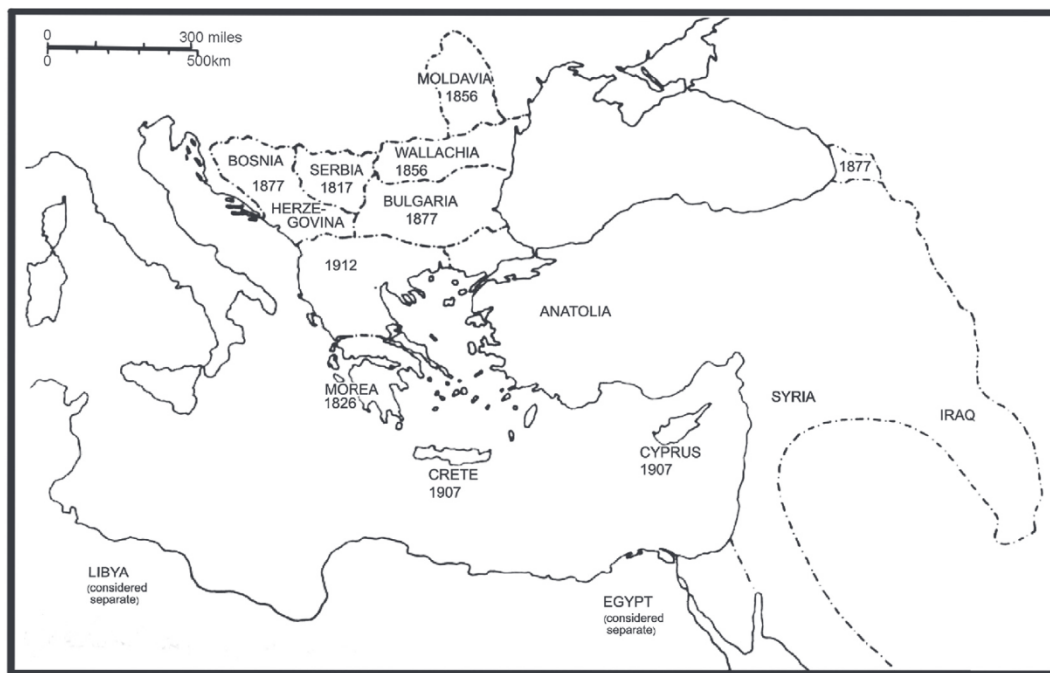 0 300 miles
0 500km
MOLDAVIA
1856
WALLACHIA
1856
BOSNIA
1877
SERBIA
1817
1877
BULGARIA
1877
HERZE-
GOVINA
1912
ANATOLIA
MOREA
1826
SYRIA
IRAQ
CRETE
1907
CYPRUS
1907
LIBYA
(considered
separate)
EGYPT
(considered
separate)